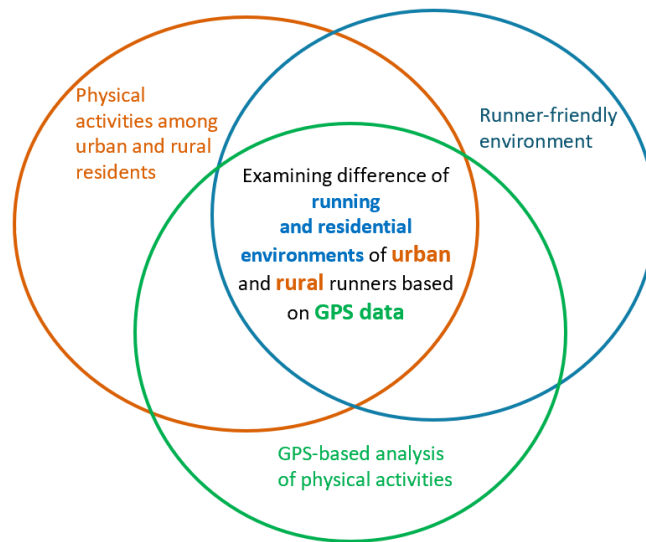 Physical
activities among
urban and rural
residents
Runner-friendly
environment
Examining difference of
running
and residential
environments of urban
and rural runners based
on GPS data
GPS-based analysis
of physical activities